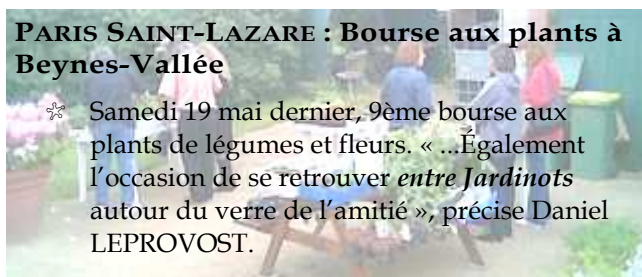 PARIS SAINT-LAZARE : Bourse aux plants à
Beynes-Vallée
Samedi 19 mai dernier, 9ème bourse aux
plants de légumes et fleurs. « ...Également
l'occasion de se retrouver entre Jardinots
autour du verre de l'amitié », précise Daniel
LEPROVOST.